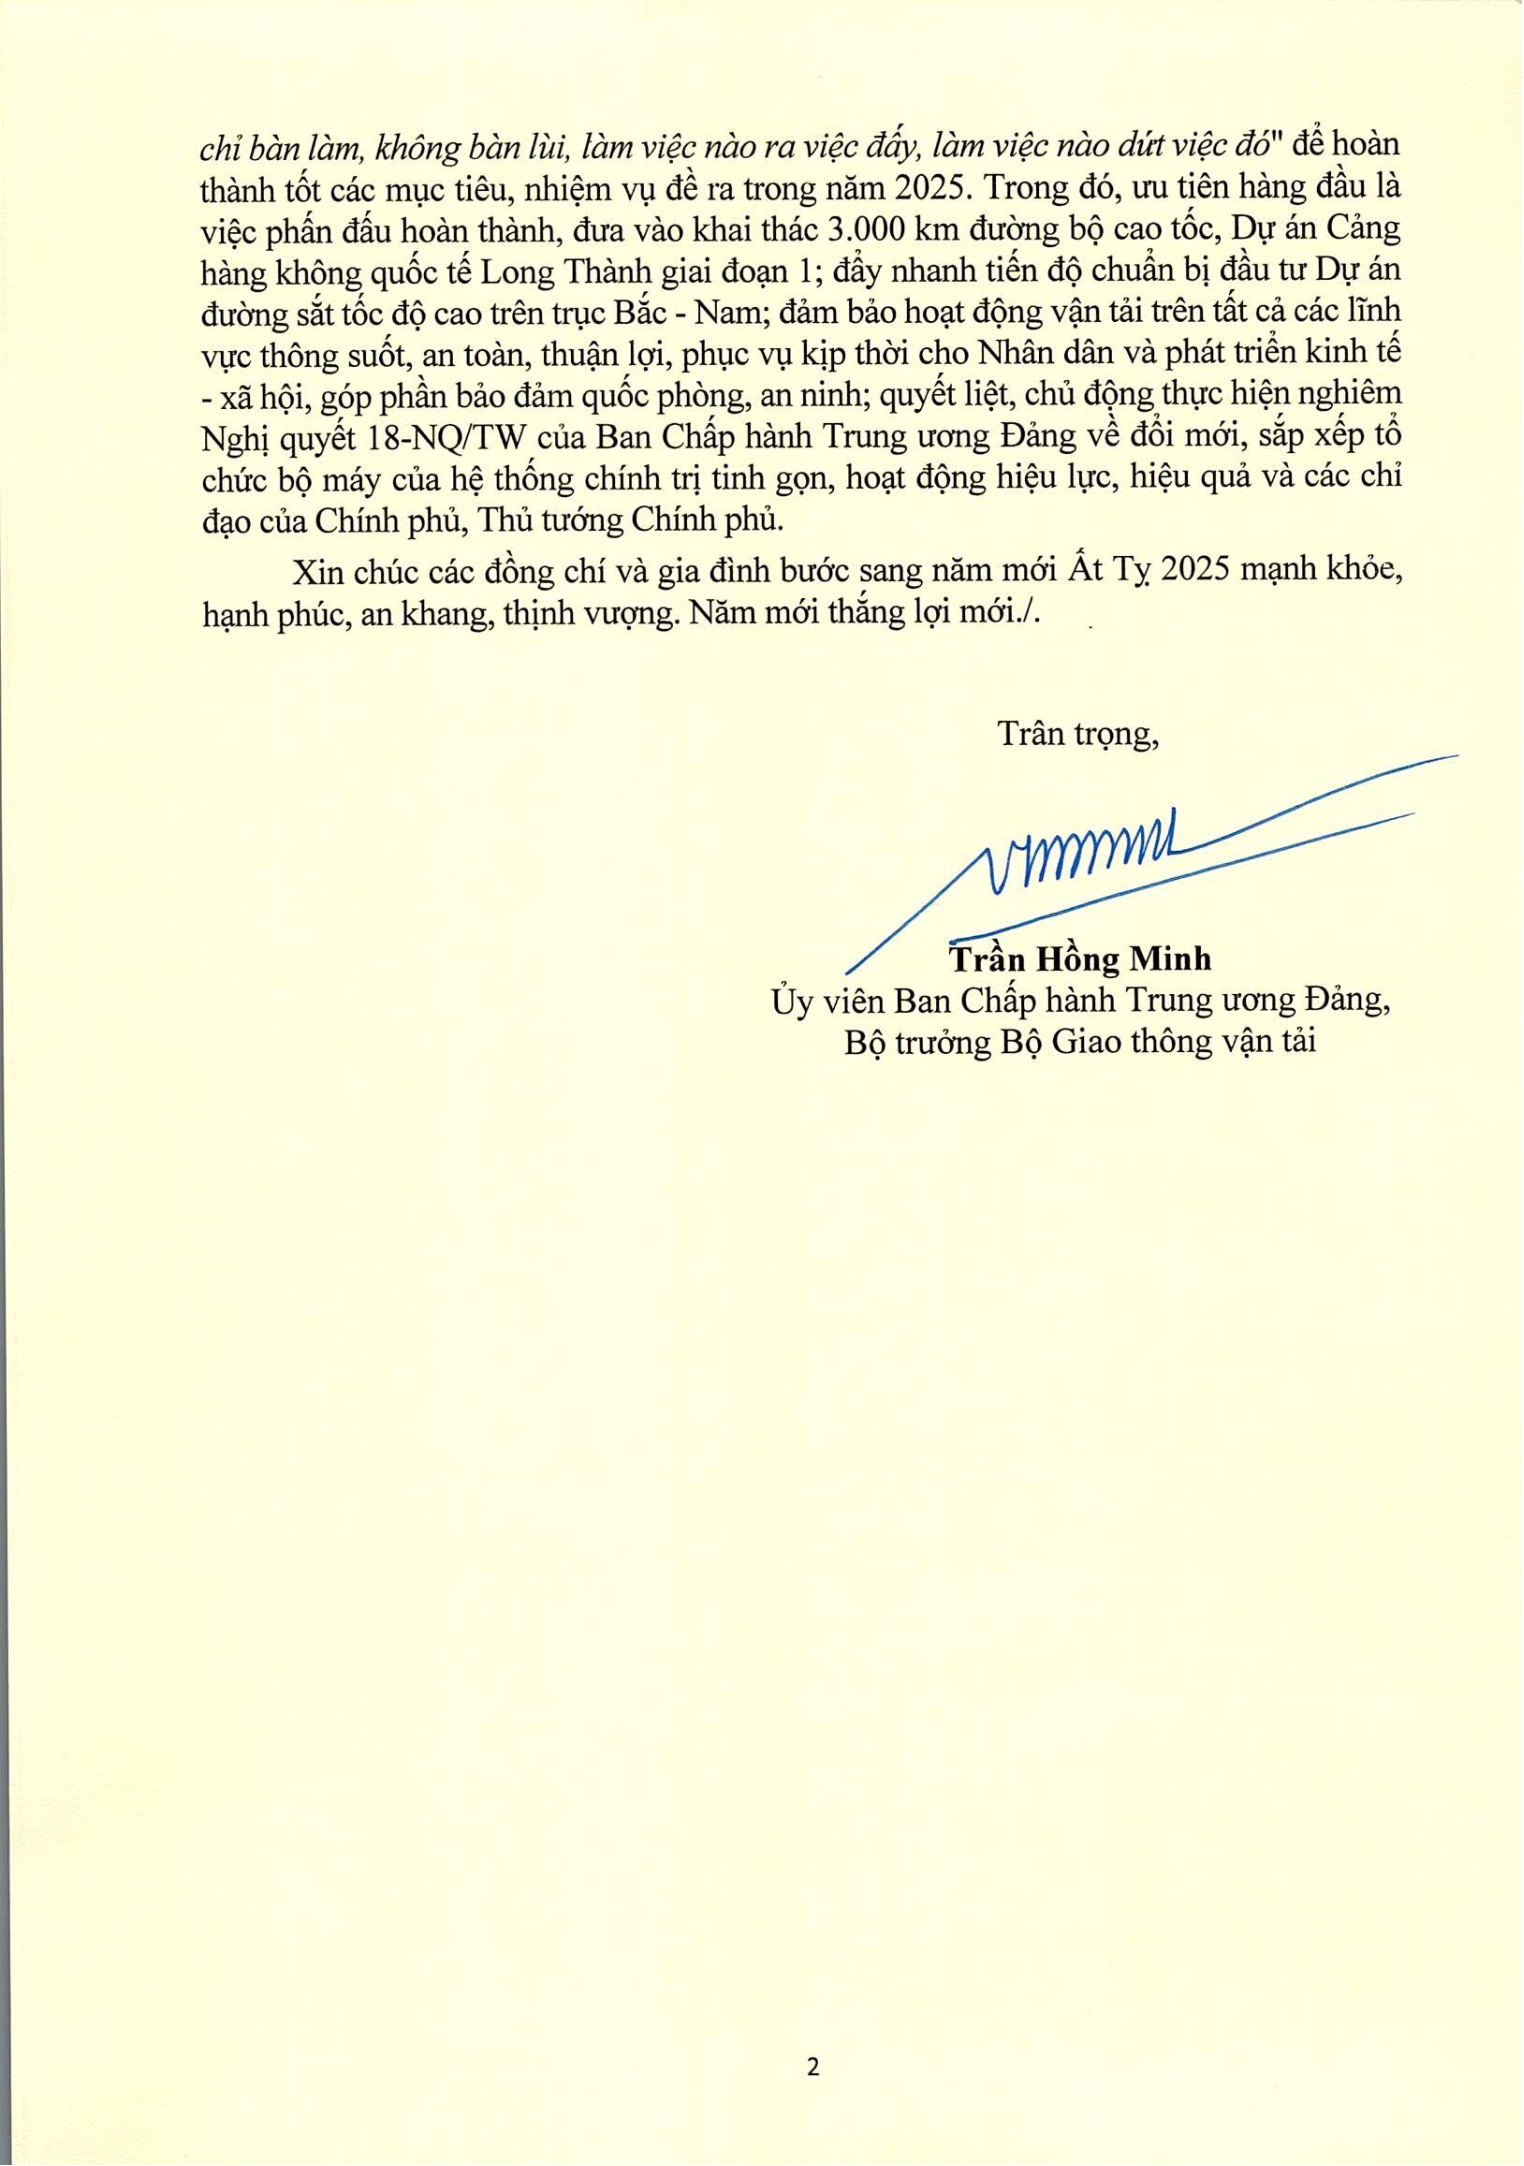 chỉ bàn làm, không bàn lùi, làm việc nào ra việc đấy, làm việc nào dứt việc đó" để hoàn
thành tốt các mục tiêu, nhiệm vụ đề ra trong năm 2025. Trong đó, ưu tiên hàng đầu là
việc phấn đấu hoàn thành, đưa vào khai thác 3.000 km đường bộ cao tốc, Dự án Cảng
hàng không quốc tế Long Thành giai đoạn 1; đẩy nhanh tiến độ chuẩn bị đầu tư Dự án
đường sắt tốc độ cao trên trục Bắc - Nam; đảm bảo hoạt động vận tải trên tất cả các lĩnh
vực thông suốt, an toàn, thuận lợi, phục vụ kịp thời cho Nhân dân và phát triển kinh tế
- xã hội, góp phần bảo đảm quốc phòng, an ninh; quyết liệt, chủ động thực hiện nghiêm
Nghị quyết 18-NQ/TW của Ban Chấp hành Trung ương Đảng về đổi mới, sắp xếp tổ
chức bộ máy của hệ thống chính trị tinh gọn, hoạt động hiệu lực, hiệu quả và các chỉ
đạo của Chính phủ, Thủ tướng Chính phủ.
Xin chúc các đồng chí và gia đình bước sang năm mới Ất Tỵ 2025 mạnh khỏe,
hạnh phúc, an khang, thịnh vượng. Năm mới thắng lợi mới./.
Trân trọng,
Trần Hồng Minh
Ủy viên Ban Chấp hành Trung ương Đảng,
Bộ trưởng Bộ Giao thông vận tải
2